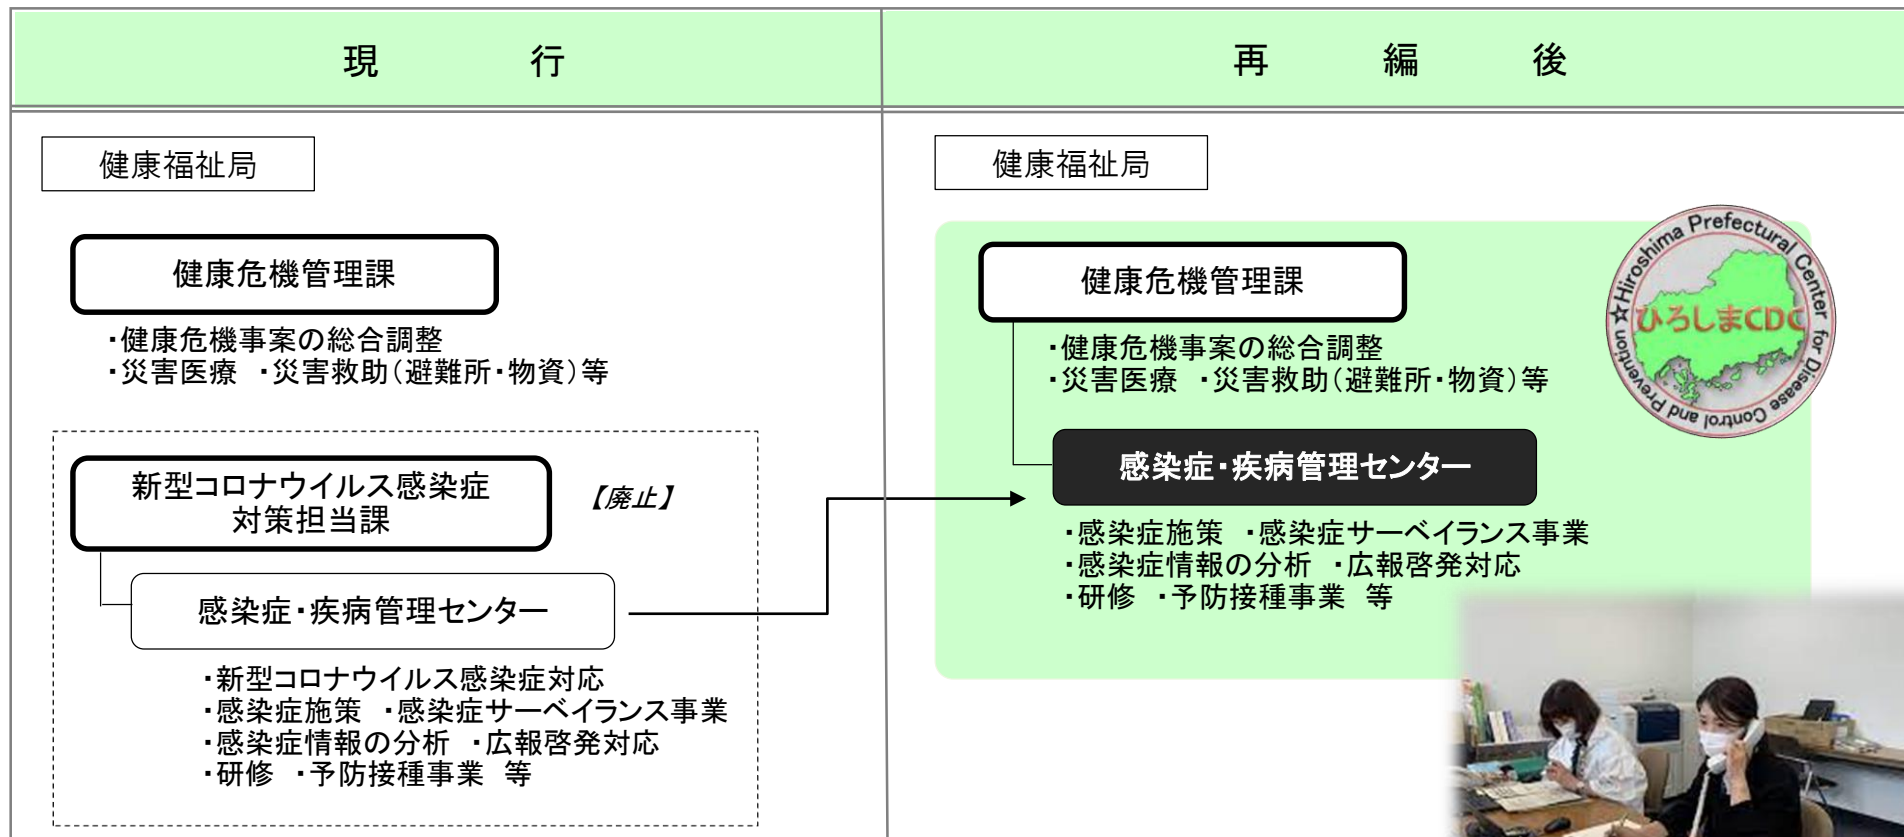 現行
健康福祉局
健康危機管理課
・健康危機事案の総合調整
・災害医療 ・災害救助（避難所・物資）等
新型コロナウイルス感染症
対策担当課
【廃止】
感染症・疾病管理センター
・新型コロナウイルス感染症対応
・感染症施策 ・感染症サーベイランス事業
・感染症情報の分析 ・広報啓発対応
・研修 ・予防接種事業 等
再編後
健康福祉局
健康危機管理課
・健康危機事案の総合調整
・災害医療 ・災害救助（避難所・物資）等
感染症・疾病管理センター
・感染症施策 ・感染症サーベイランス事業
・感染症情報の分析 ・広報啓発対応
・研修 ・予防接種事業 等
☆Hiroshima Prefectural Center for Disease Control and Prevention
ひろしまCDC